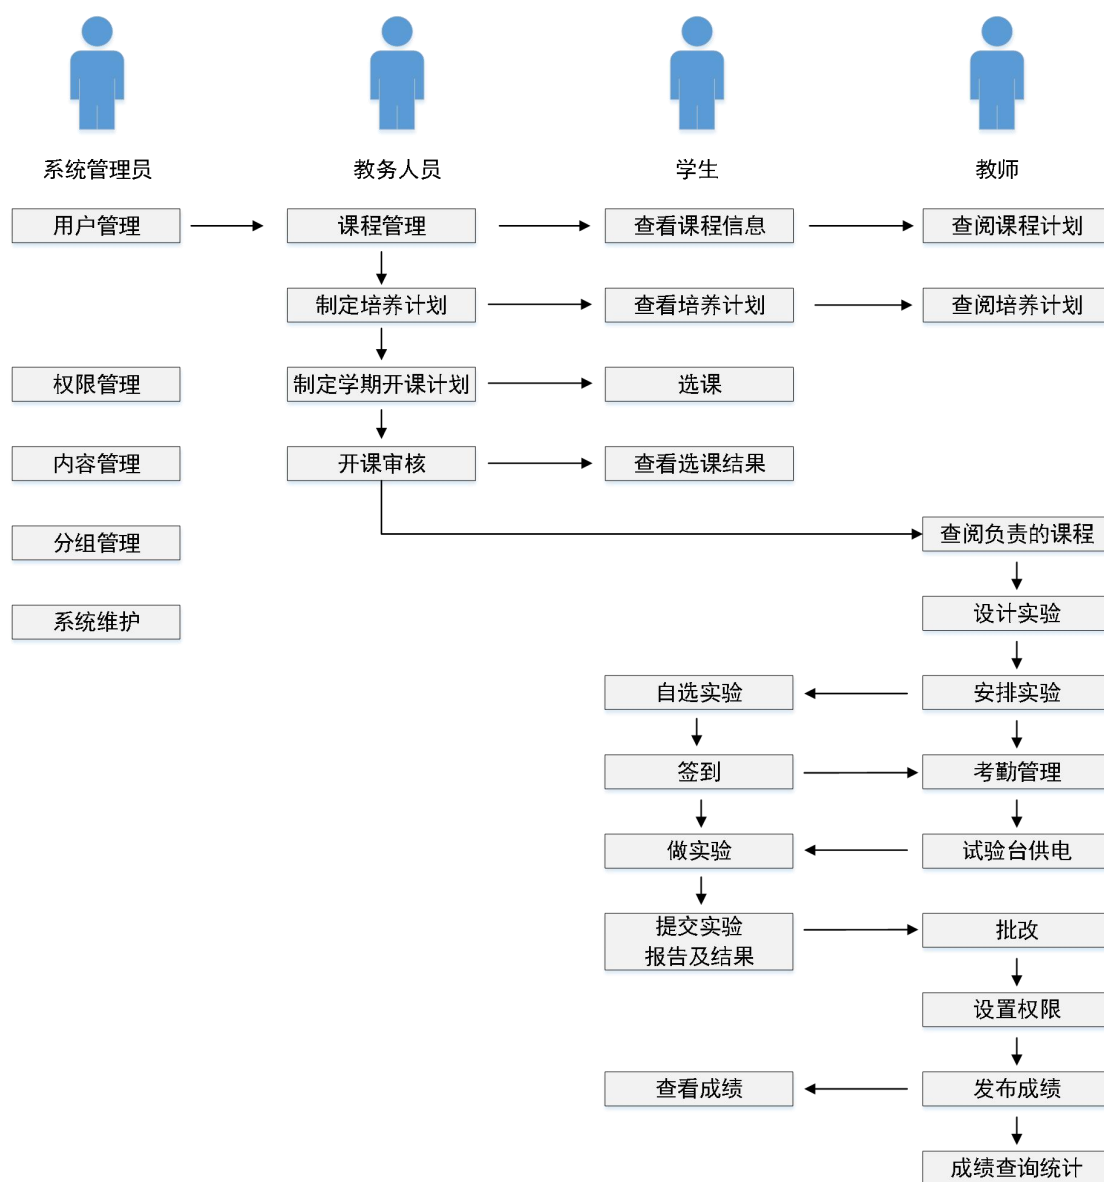 系统管理员
教务人员
学生
教师
用户管理
课程管理
查看课程信息
查阅课程计划
制定培养计划
查看培养计划
查阅培养计划
权限管理
制定学期开课计划
选课
内容管理
开课审核
查看选课结果
分组管理
查阅负责的课程
系统维护
设计实验
自选实验
安排实验
签到
考勤管理
做实验
试验台供电
提交实验
报告及结果
批改
设置权限
查看成绩
发布成绩
成绩查询统计